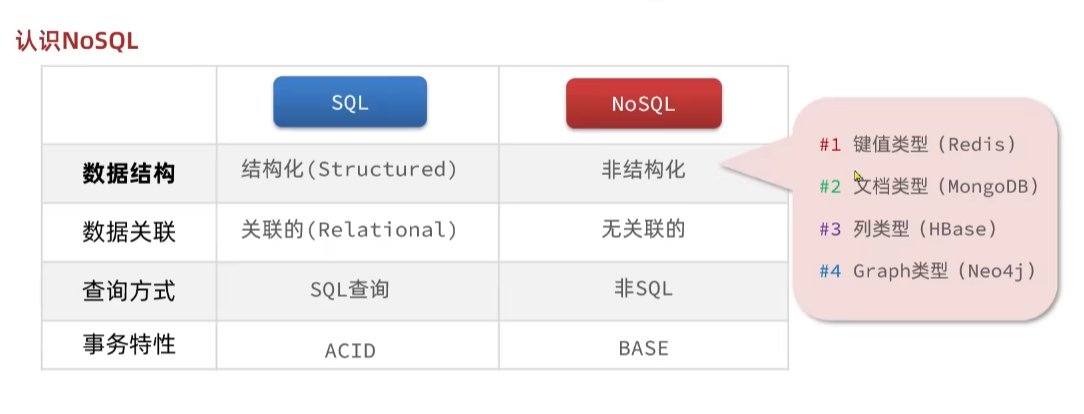 认识NoSQL
SQL
NoSQL
数据结构
结构化(Structured)
非结构化
数据关联
关联的(Relational)
无关联的
查询方式
SQL查询
非SQL
事务特性
ACID
BASE
#1 键值类型（Redis）
#2 文档类型（MongoDB）
#3 列类型（HBase）
#4 Graph类型（Neo4j）